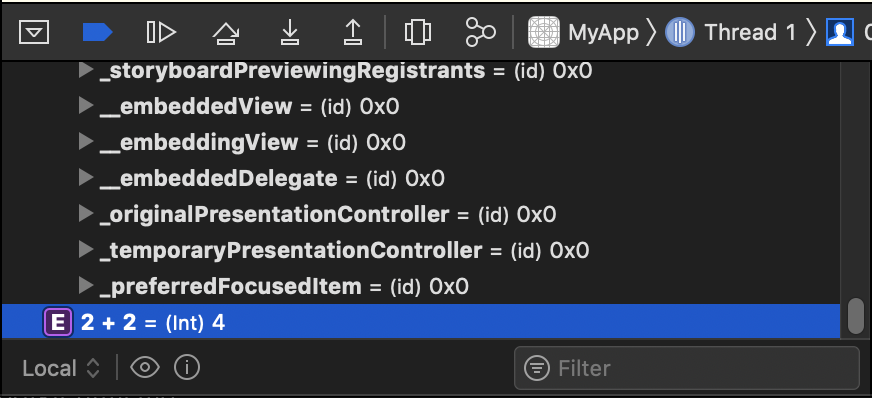 MyApp Thread 1
_storyboardPreviewingRegistrants = (id) 0x0
__embeddedView = (id) 0x0
__embeddingView = (id) 0x0
__embeddedDelegate = (id) 0x0
_originalPresentationController = (id) 0x0
_temporaryPresentationController = (id) 0x0
_preferredFocusedItem = (id) 0x0
E 2 + 2 = (Int) 4
Local Filter